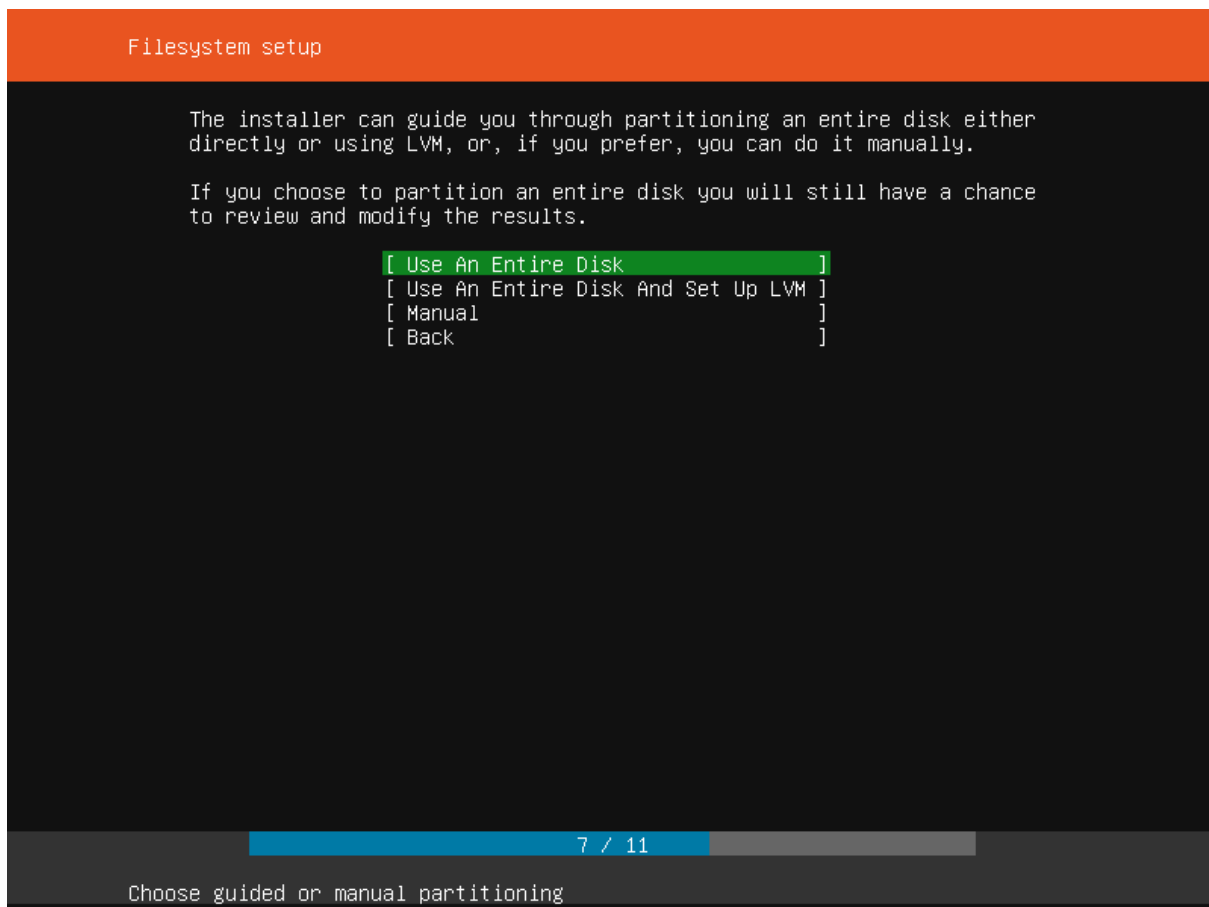 Filesystem setup
The installer can guide you through partitioning an entire disk either
directly or using LVM, or, if you prefer, you can do it manually.
If you choose to partition an entire disk you will still have a chance
to review and modify the results.
[ Use An Entire Disk ]
[ Use An Entire Disk And Set Up LVM ]
[ Manual ]
[ Back ]
7 / 11
Choose guided or manual partitioning